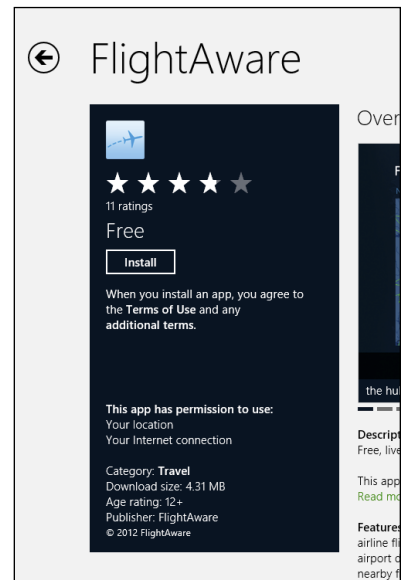 FlightAware
11 ratings
Free
Install
When you install an app, you agree to
the Terms of Use and any
additional terms.
This app has permission to use:
Your location
Your Internet connection
Category: Travel
Download size: 4.31 MB
Age rating: 12+
Publisher: FlightAware
© 2012 FlightAware
Over
F
the hu
Descript
Free, live
This app
Read mo
Features
airline fli
airport d
nearby f